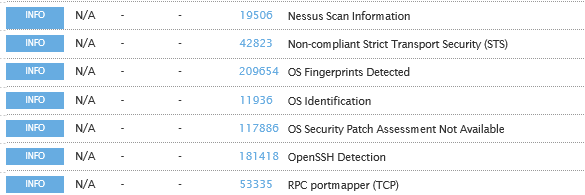 INFO N/A - - 19506 Nessus Scan Information
INFO N/A - - 42823 Non-compliant Strict Transport Security (STS)
INFO N/A - - 209654 OS Fingerprints Detected
INFO N/A - - 11936 OS Identification
INFO N/A - - 117886 OS Security Patch Assessment Not Available
INFO N/A - - 181418 OpenSSH Detection
INFO N/A - - 53335 RPC portmapper (TCP)